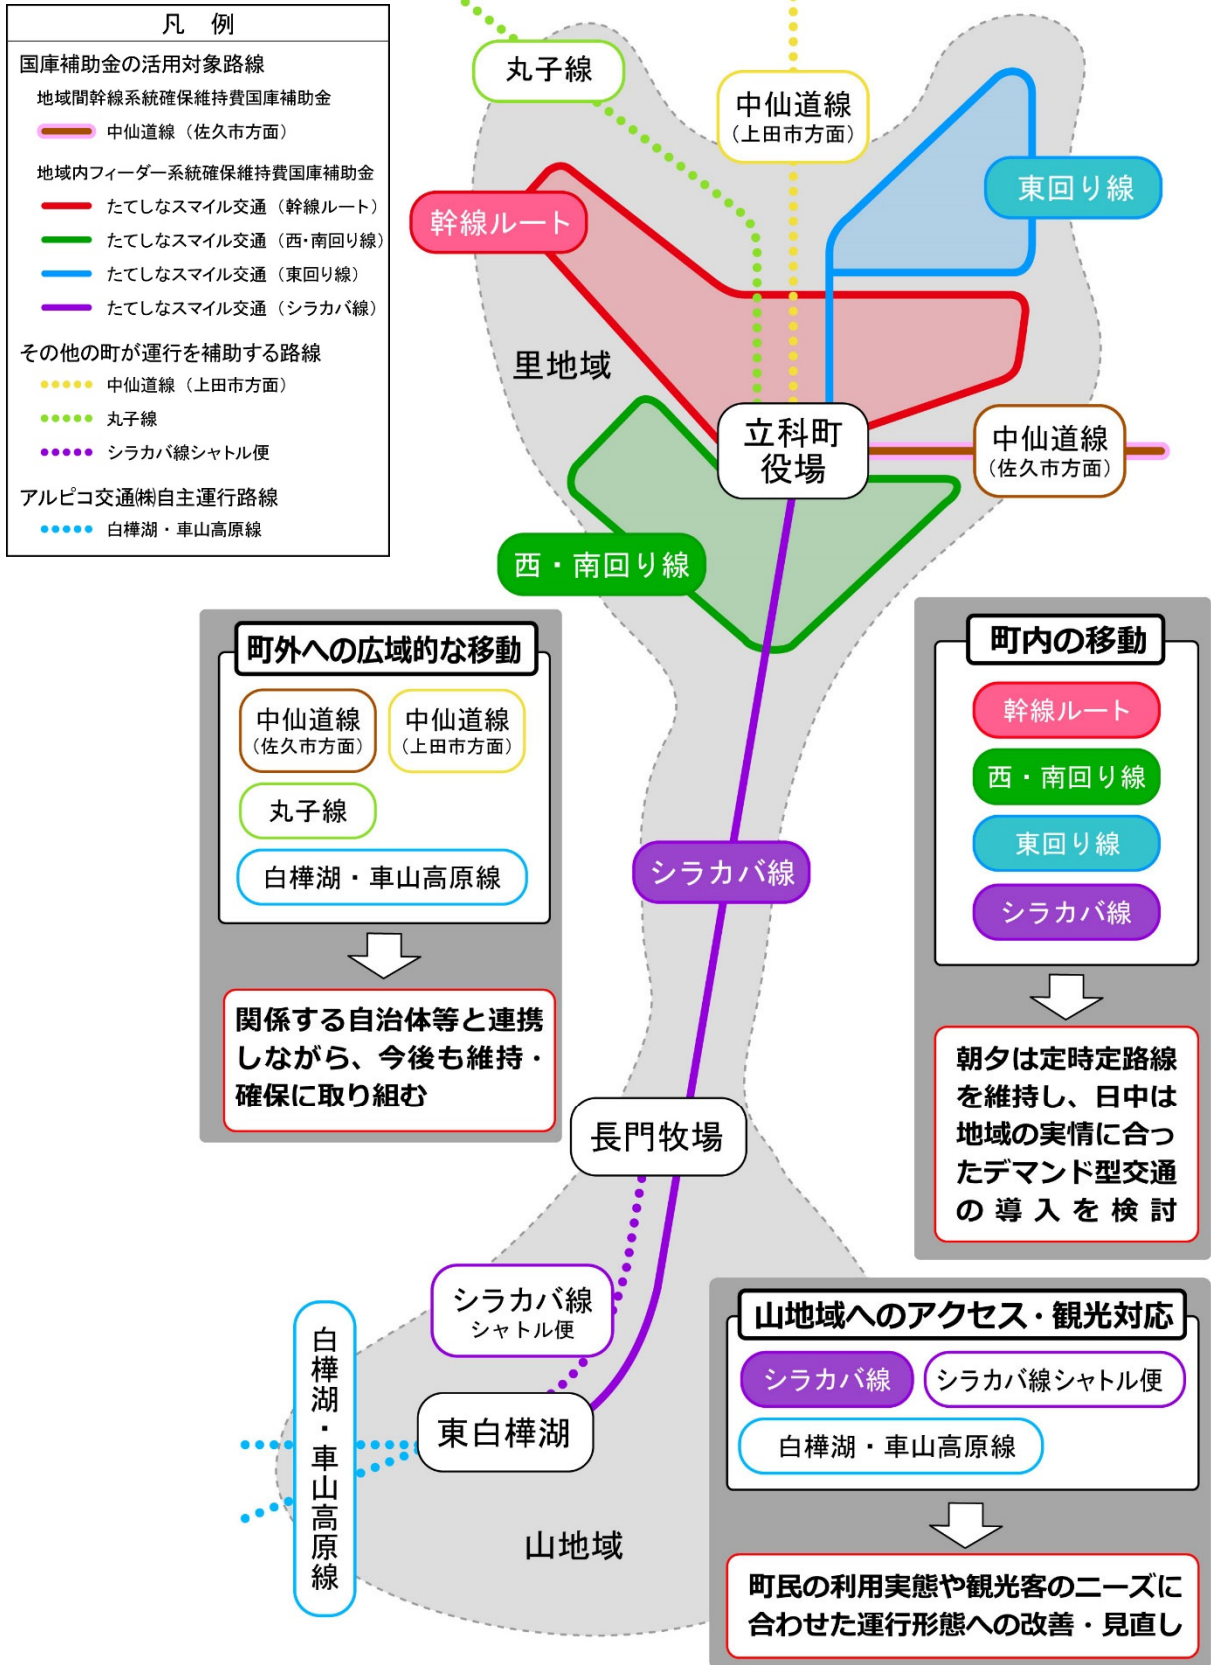 凡　例
国庫補助金の活用対象路線
地域間幹線系統確保維持費国庫補助金
中仙道線（佐久市方面）
地域内フィーダー系統確保維持費国庫補助金
たてしなスマイル交通（幹線ルート）
たてしなスマイル交通（西・南回り線）
たてしなスマイル交通（東回り線）
たてしなスマイル交通（シラカバ線）
その他の町が運行を補助する路線
中仙道線（上田市方面）
丸子線
シラカバ線シャトル便
アルピコ交通㈱自主運行路線
白樺湖・車山高原線
丸子線
中仙道線
（上田市方面）
東回り線
幹線ルート
里地域
立科町
役場
中仙道線
（佐久市方面）
西・南回り線
町外への広域的な移動
中仙道線
（佐久市方面）
中仙道線
（上田市方面）
丸子線
白樺湖・車山高原線
関係する自治体等と連携
しながら、今後も維持・
確保に取り組む
町内の移動
幹線ルート
西・南回り線
東回り線
シラカバ線
朝夕は定時定路線
を維持し、日中は
地域の実情に合っ
たデマンド型交通
の導入を検討
シラカバ線
長門牧場
シラカバ線
シャトル便
白樺湖・車山高原線
東白樺湖
山地域
山地域へのアクセス・観光対応
シラカバ線
シラカバ線シャトル便
白樺湖・車山高原線
町民の利用実態や観光客のニーズに
合わせた運行形態への改善・見直し